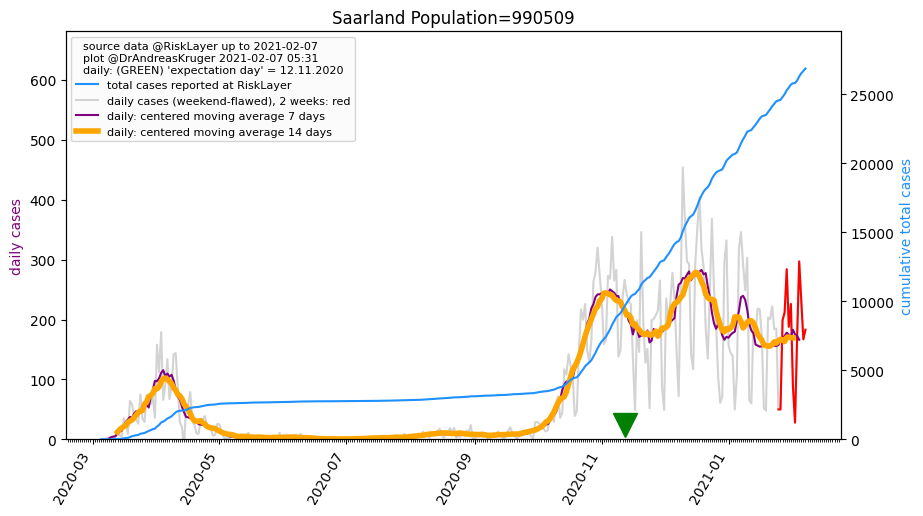 Saarland Population=990509
source data @RiskLayer up to 2021-02-07
plot @DrAndreasKruger 2021-02-07 05:31
daily: (GREEN) 'expectation day' = 12.11.2020
total cases reported at RiskLayer
daily cases (weekend-flawed), 2 weeks: red
daily: centered moving average 7 days
daily: centered moving average 14 days
daily cases
600
500
400
300
200
100
0
cumulative total cases
25000
20000
15000
10000
5000
0
2020-03
2020-05
2020-07
2020-09
2020-11
2021-01